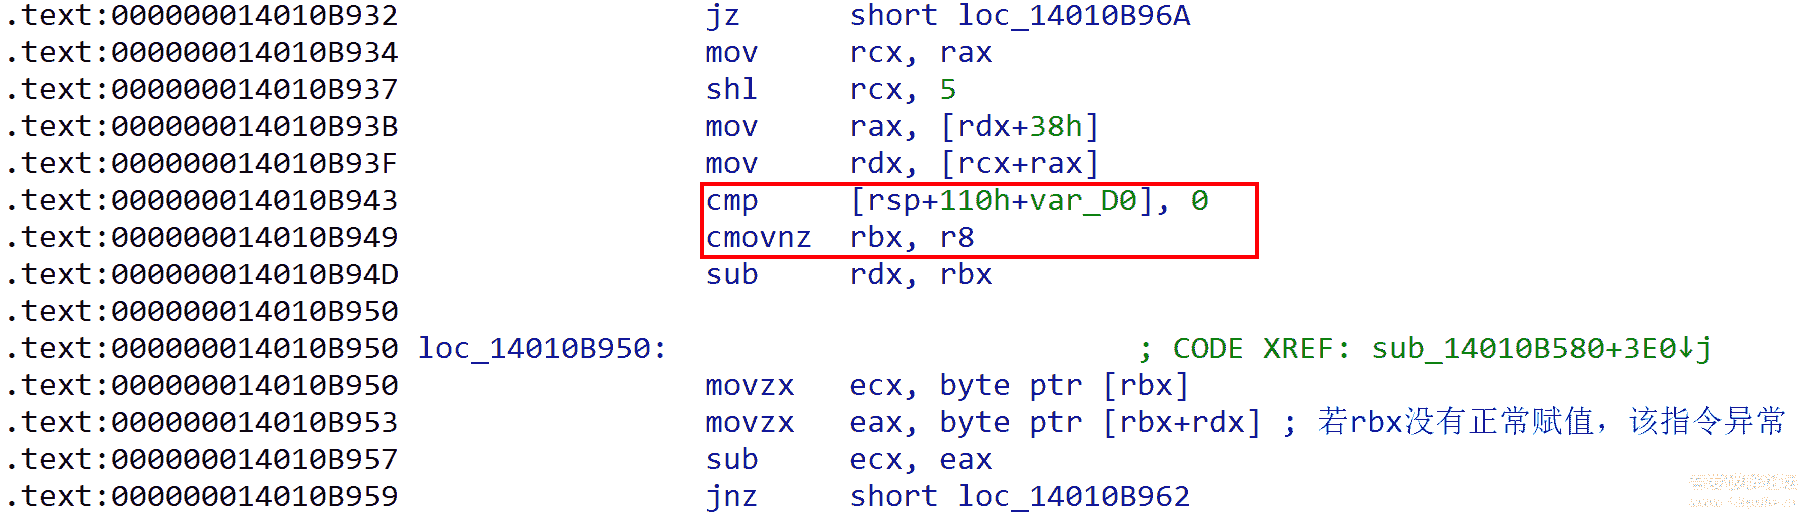 .text:000000014010B932 jz short loc_14010B96A
.text:000000014010B934 mov rcx, rax
.text:000000014010B937 shl rcx, 5
.text:000000014010B93B mov rax, [rdx+38h]
.text:000000014010B93F mov rdx, [rcx+rax]
.text:000000014010B943 cmp [rsp+110h+var_D0], 0
.text:000000014010B949 cmovnz rbx, r8
.text:000000014010B94D sub rdx, rbx
.text:000000014010B950
.text:000000014010B950 loc_14010B950: ; CODE XREF: sub_14010B580+3E0↓j
.text:000000014010B950 movzx ecx, byte ptr [rbx]
.text:000000014010B953 movzx eax, byte ptr [rbx+rdx] ; 若rbx没有正常赋值，该指令异常
.text:000000014010B957 sub ecx, eax
.text:000000014010B959 jnz short loc_14010B962